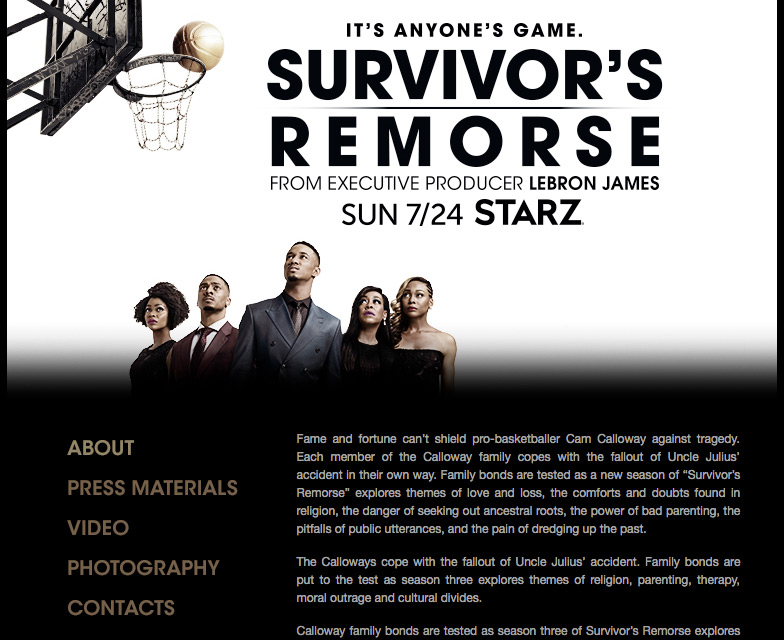 IT'S ANYONE'S GAME.
SURVIVOR'S
REMORSE
FROM EXECUTIVE PRODUCER LEBRON JAMES
SUN 7/24 STARZ
ABOUT
PRESS MATERIALS
VIDEO
PHOTOGRAPHY
CONTACTS
Fame and fortune can't shield pro-basketballer Cam Calloway against tragedy.
Each member of the Calloway family copes with the fallout of Uncle Julius'
accident in their own way. Family bonds are tested as a new season of “Survivor's
Remorse” explores themes of love and loss, the comforts and doubts found in
religion, the danger of seeking out ancestral roots, the power of bad parenting, the
pitfalls of public utterances, and the pain of dredging up the past.
The Calloways cope with the fallout of Uncle Julius' accident. Family bonds are
put to the test as season three explores themes of religion, parenting, therapy,
moral outrage and cultural divides.
Calloway family bonds are tested as season three of Survivor's Remorse explores